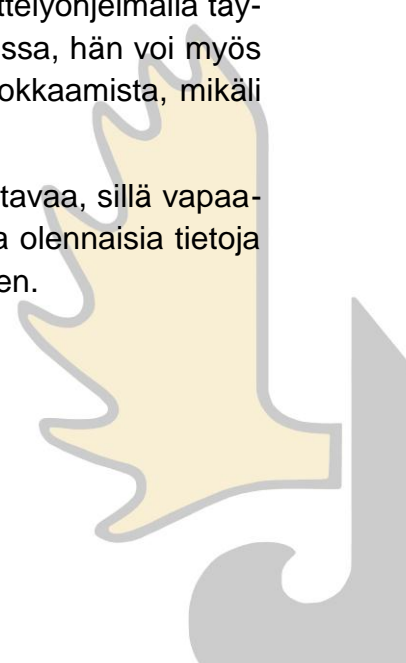 ttelyohjelmalla täy-
ssa, hän voi myös
okkaamista, mikäli
tavaa, sillä vapaa-
a olennaisia tietoja
en.